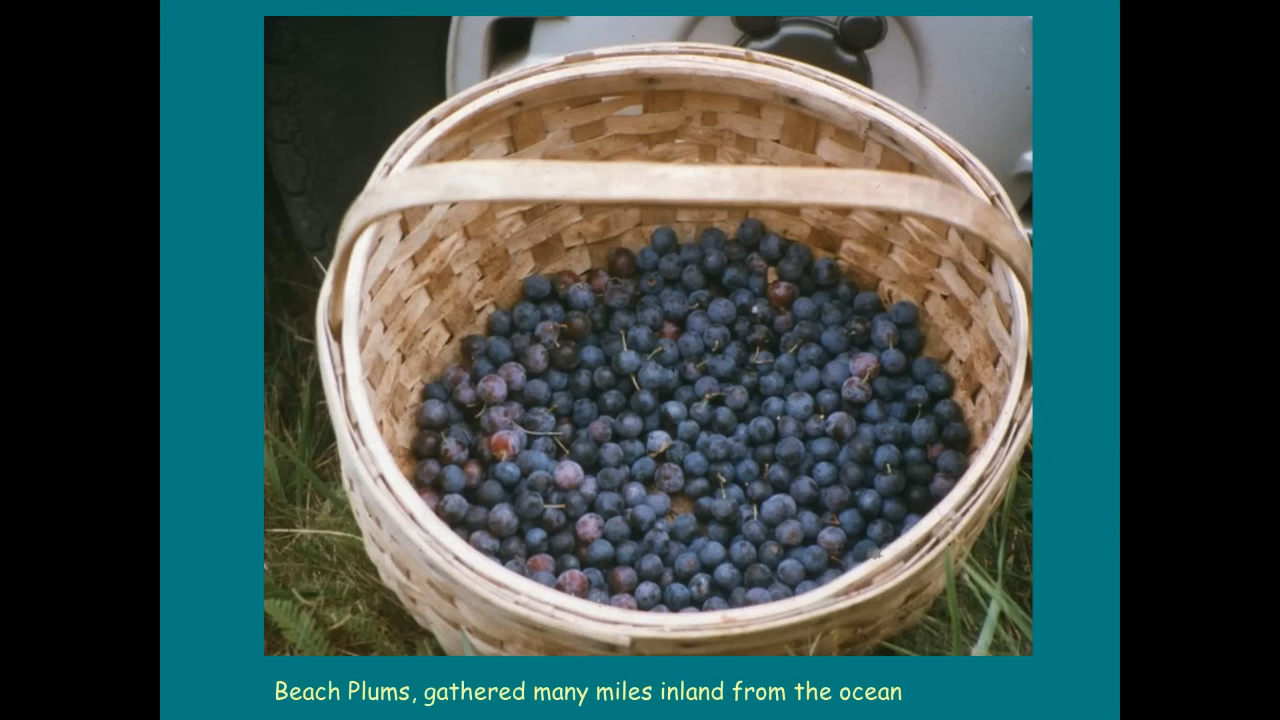 Beach Plums, gathered many miles inland from the ocean